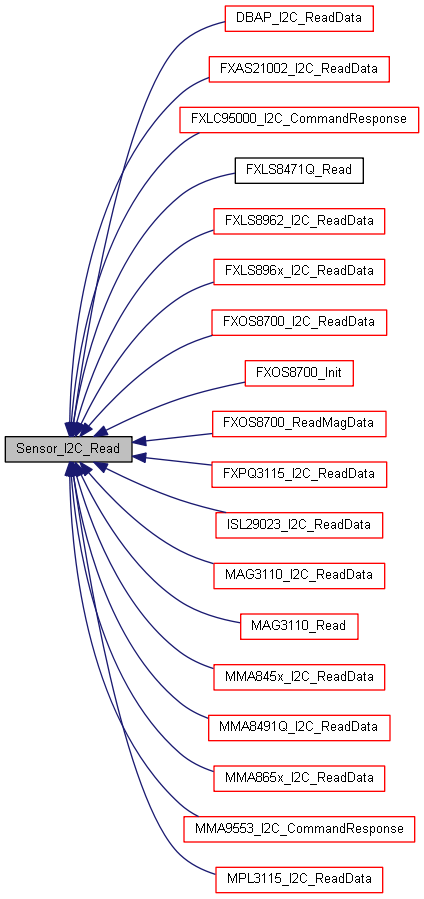 DBAP_I2C_ReadData
FXAS21002_I2C_ReadData
FXLC95000_I2C_CommandResponse
FXLS8471Q_Read
FXLS8962_I2C_ReadData
FXLS896x_I2C_ReadData
FXOS8700_I2C_ReadData
FXOS8700_Init
FXOS8700_ReadMagData
Sensor_I2C_Read
FXPQ3115_I2C_ReadData
ISL29023_I2C_ReadData
MAG3110_I2C_ReadData
MAG3110_Read
MMA845x_I2C_ReadData
MMA8491Q_I2C_ReadData
MMA865x_I2C_ReadData
MMA9553_I2C_CommandResponse
MPL3115_I2C_ReadData